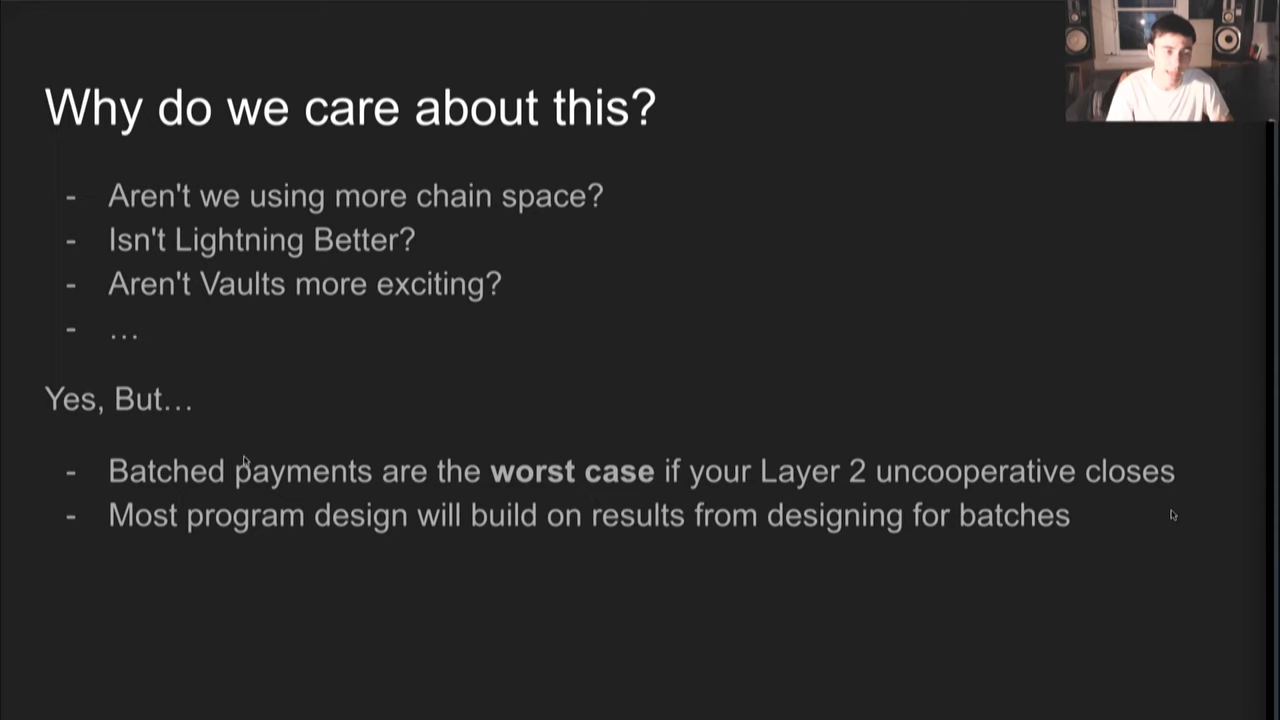 Why do we care about this?
- Aren't we using more chain space?
- Isn't Lightning Better?
- Aren't Vaults more exciting?
- …
Yes, But…
- Batched payments are the worst case if your Layer 2 uncooperative closes
- Most program design will build on results from designing for batches